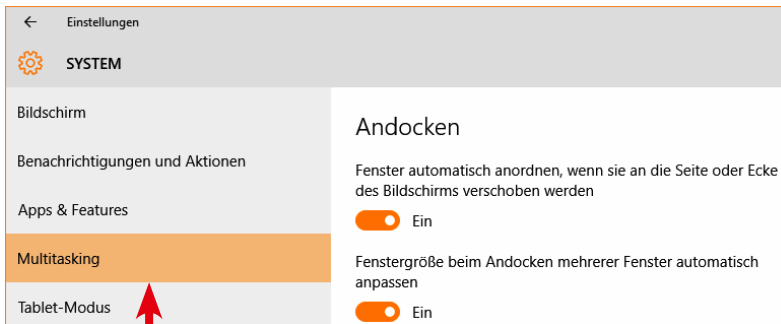 Einstellungen
SYSTEM
Bildschirm
Benachrichtigungen und Aktionen
Apps & Features
Multitasking
Tablet-Modus
Andocken
Fenster automatisch anordnen, wenn sie an die Seite oder Ecke
des Bildschirms verschoben werden
Ein
Fenstergröße beim Andocken mehrerer Fenster automatisch
anpassen
Ein